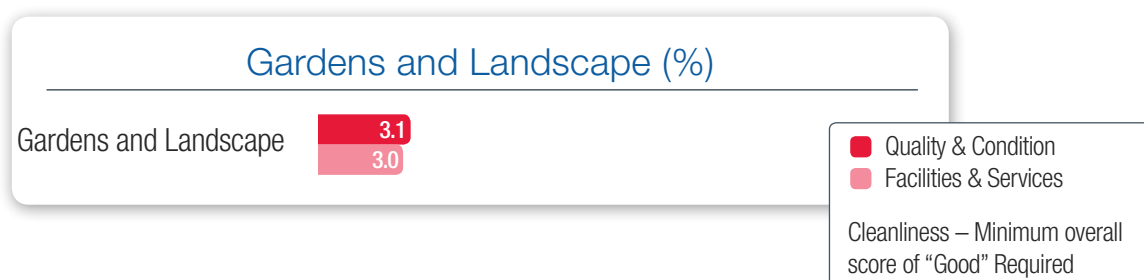 Gardens and Landscape (%)
Gardens and Landscape
3.1
3.0
Quality & Condition
Facilities & Services
Cleanliness – Minimum overall
score of “Good” Required